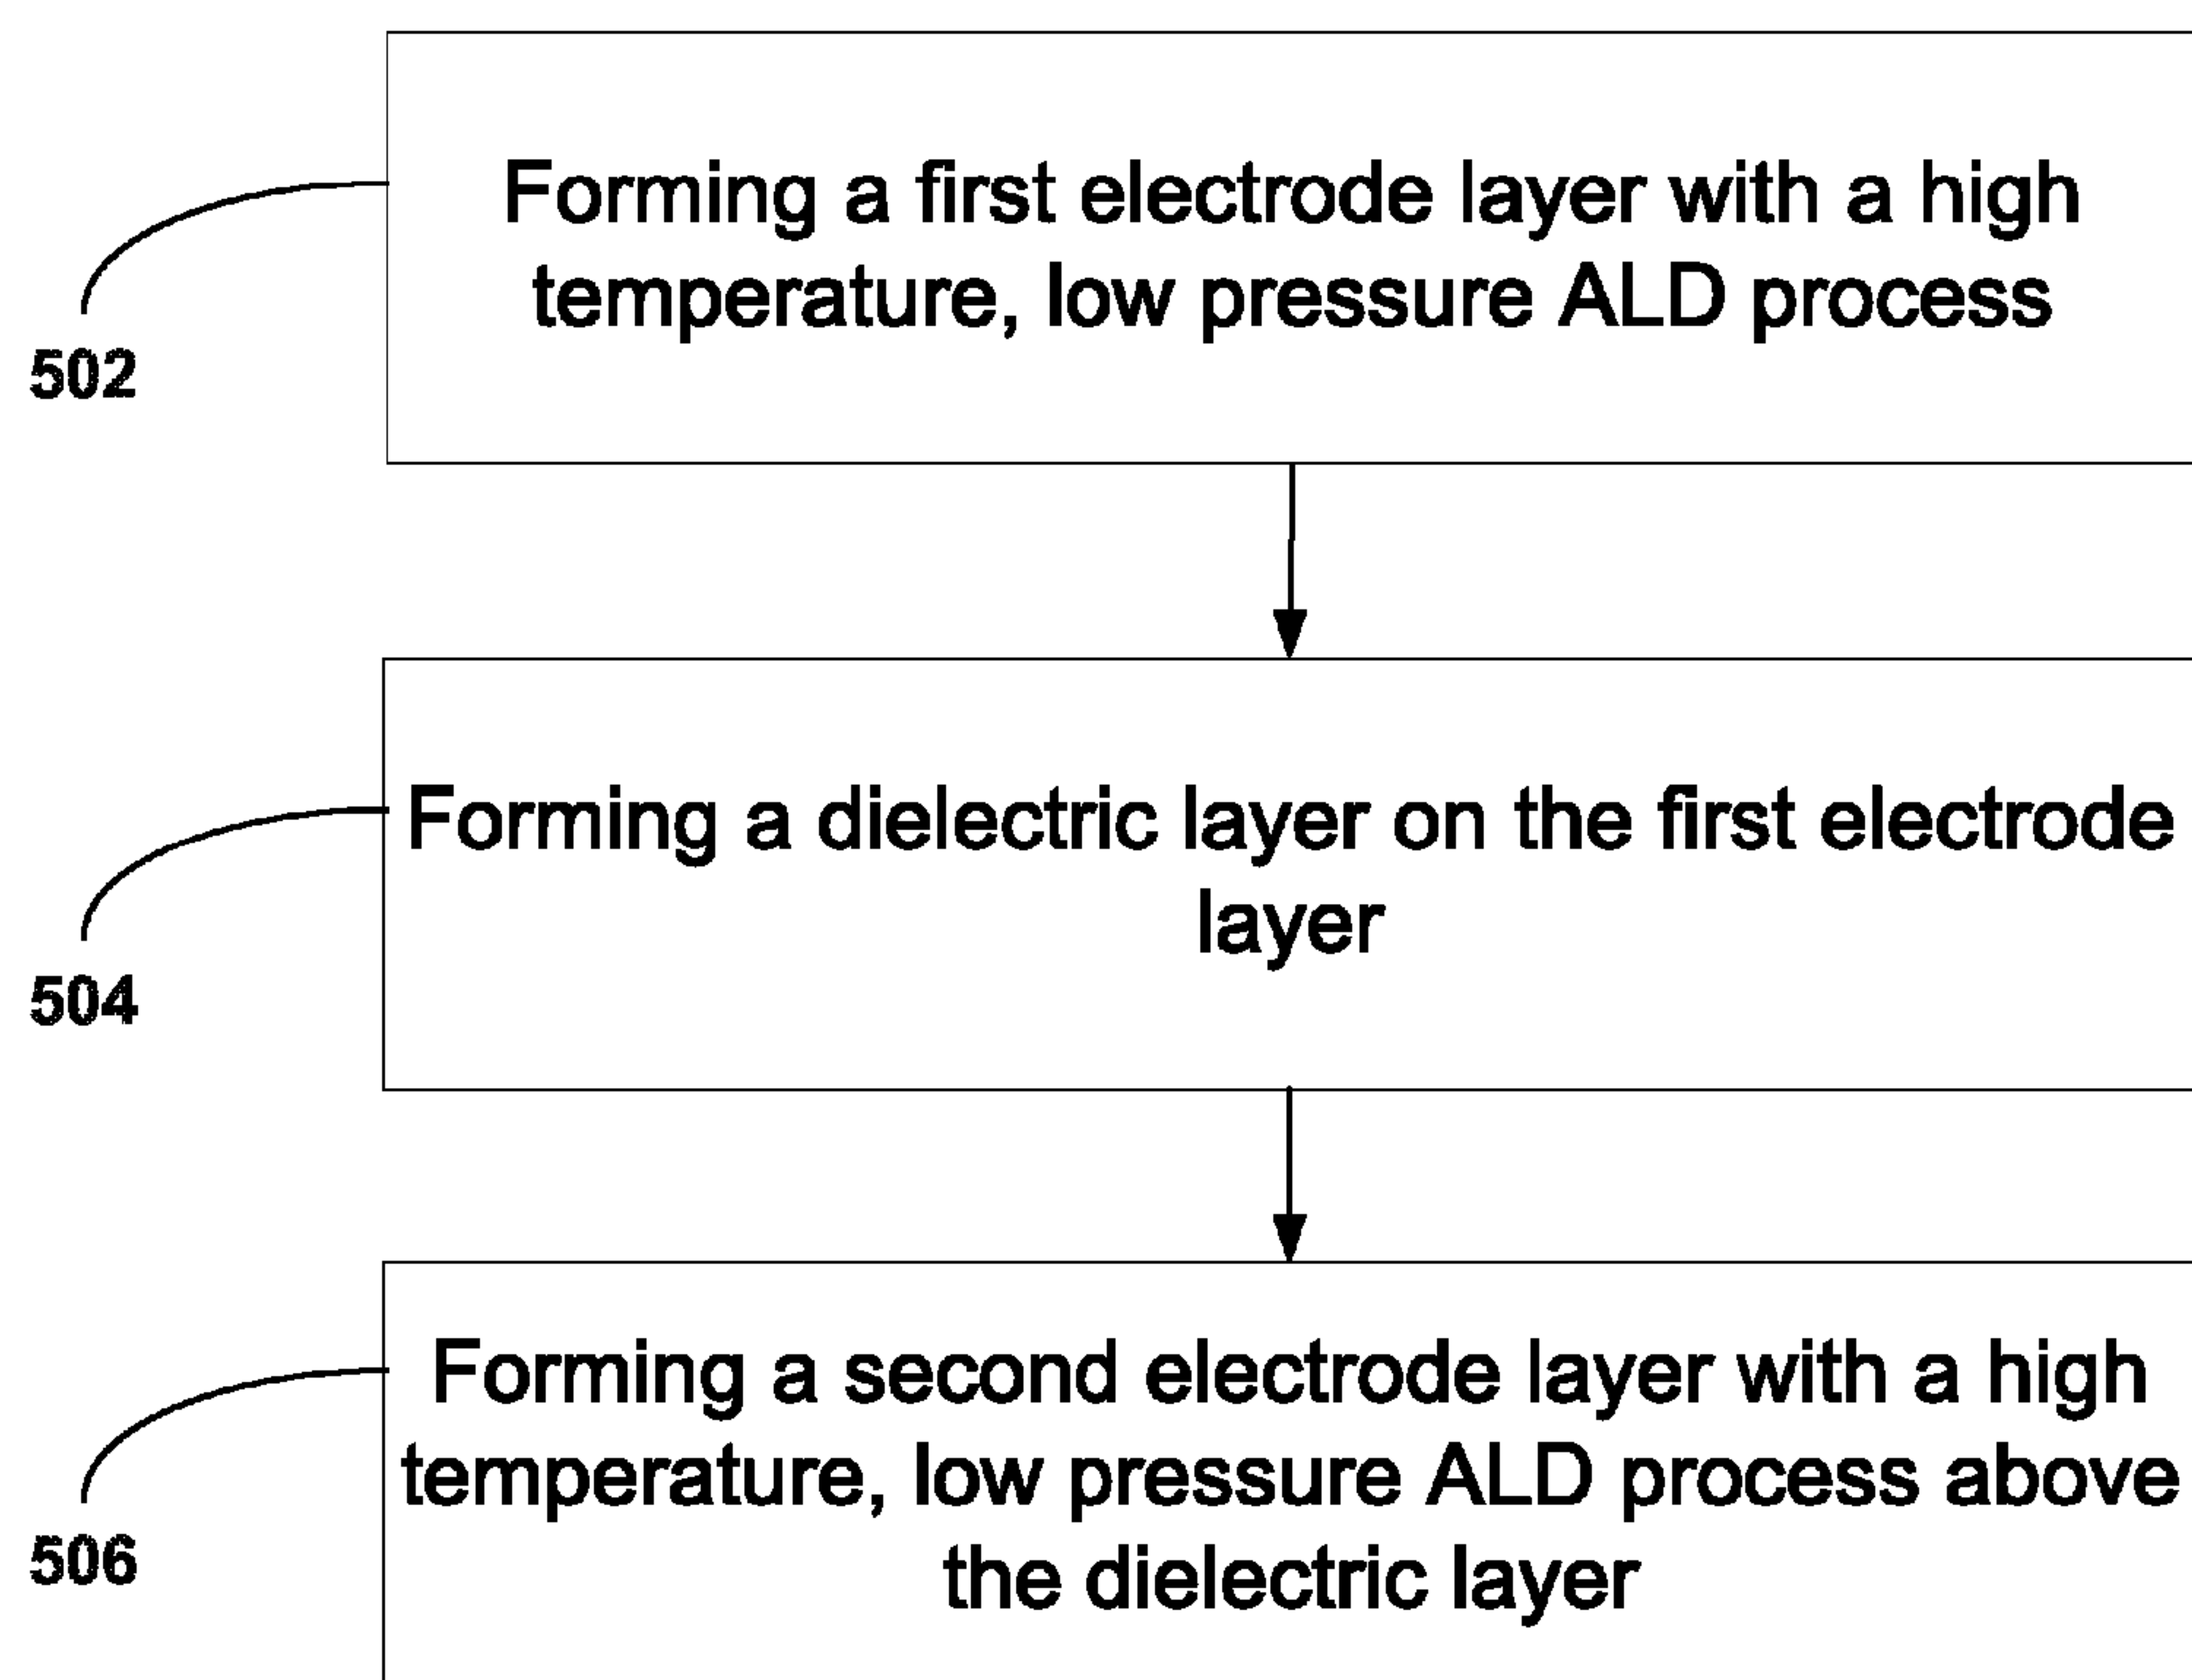 Forming a first electrode layer with a high
temperature, low pressure ALD process
502
Forming a dielectric layer on the first electrode
layer
504
Forming a second electrode layer with a high
temperature, low pressure ALD process above
the dielectric layer
506